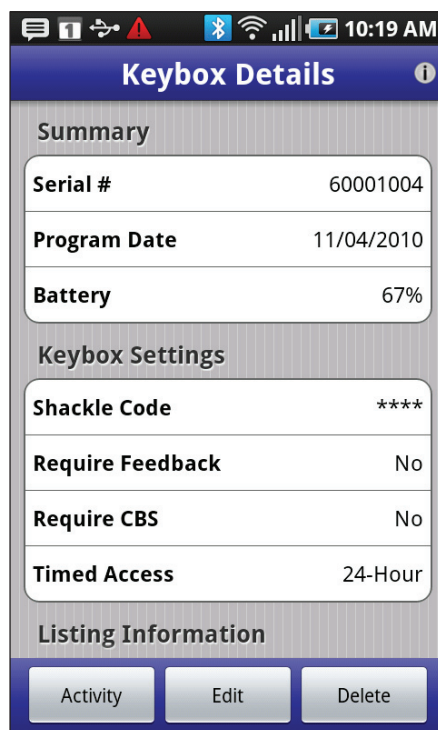 1 10:19 AM
Keybox Details i
Summary
Serial # 60001004
Program Date 11/04/2010
Battery 67%
Keybox Settings
Shackle Code ****
Require Feedback No
Require CBS No
Timed Access 24-Hour
Listing Information
Activity Edit Delete